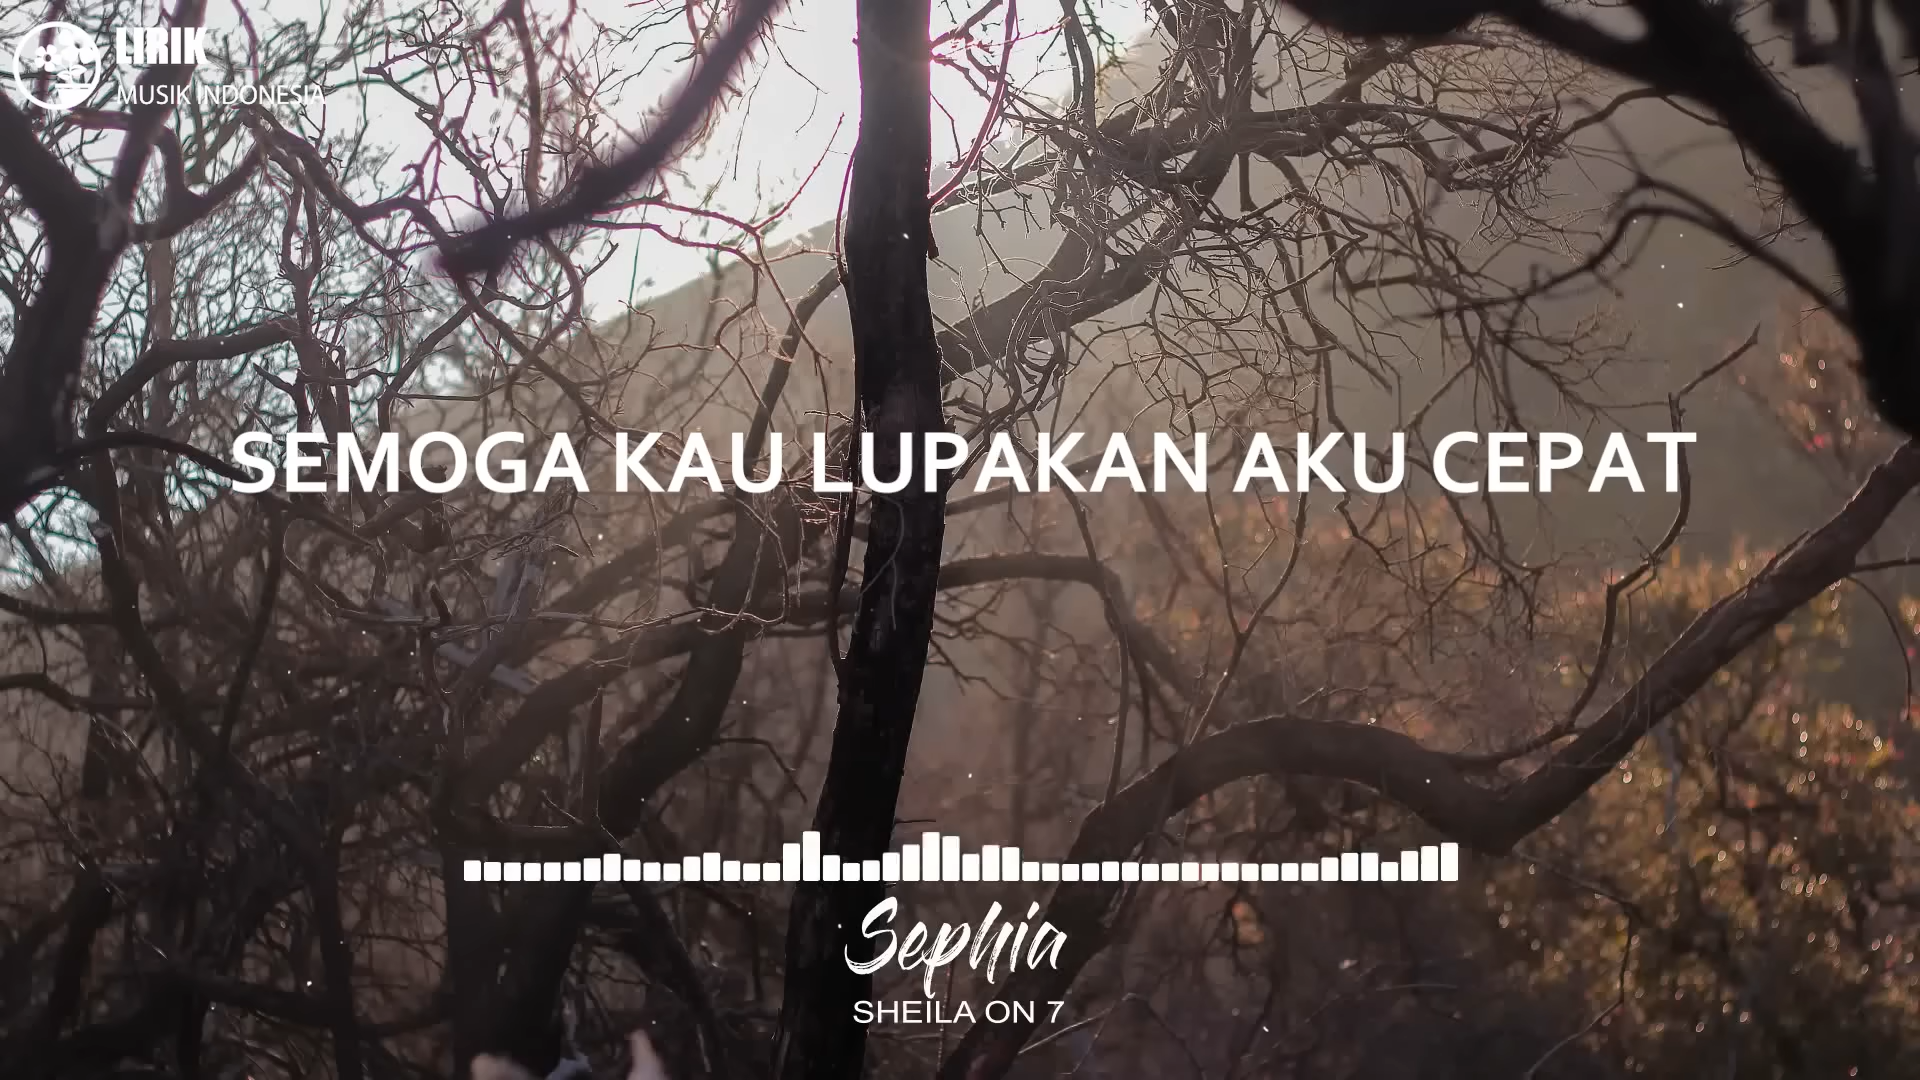 LIRIK
MUSIK INDONESIA
SEMOGA KAU LUPAKAN AKU CEPAT
Sephia
SHEILA ON 7